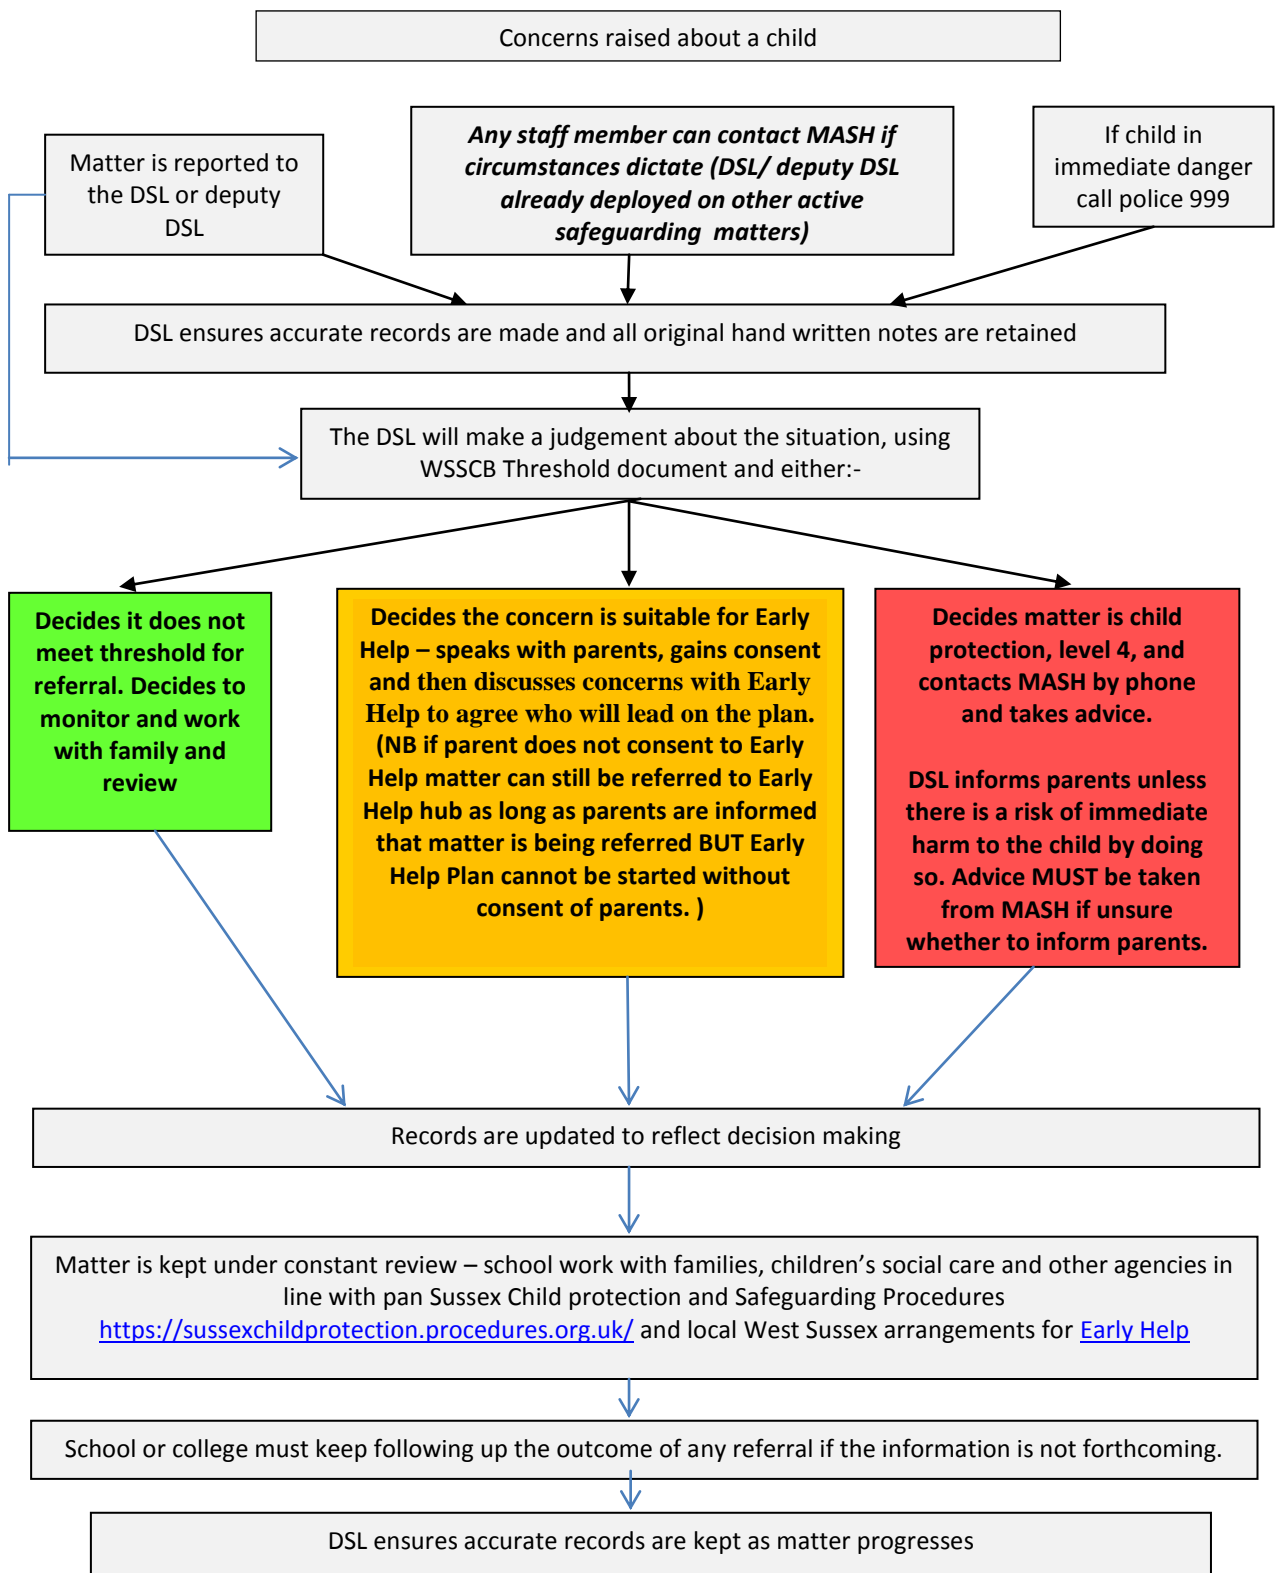 Concerns raised about a child
Matter is reported to
the DSL or deputy
DSL
Any staff member can contact MASH if
circumstances dictate (DSL/ deputy DSL
already deployed on other active
safeguarding  matters)
If child in
immediate danger
call police 999
DSL ensures accurate records are made and all original hand written notes are retained
The DSL will make a judgement about the situation, using
WSSCB Threshold document and either:-
Decides it does not
meet threshold for
referral. Decides to
monitor and work
with family and
review
Decides the concern is suitable for Early
Help – speaks with parents, gains consent
and then discusses concerns with Early
Help to agree who will lead on the plan.
(NB if parent does not consent to Early
Help matter can still be referred to Early
Help hub as long as parents are informed
that matter is being referred BUT Early
Help Plan cannot be started without
consent of parents. )
Decides matter is child
protection, level 4, and
contacts MASH by phone
and takes advice.
DSL informs parents unless
there is a risk of immediate
harm to the child by doing
so. Advice MUST be taken
from MASH if unsure
whether to inform parents.
Records are updated to reflect decision making
Matter is kept under constant review – school work with families, children’s social care and other agencies in
line with pan Sussex Child protection and Safeguarding Procedures
https://sussexchildprotection.procedures.org.uk/ and local West Sussex arrangements for Early Help
School or college must keep following up the outcome of any referral if the information is not forthcoming.
DSL ensures accurate records are kept as matter progresses